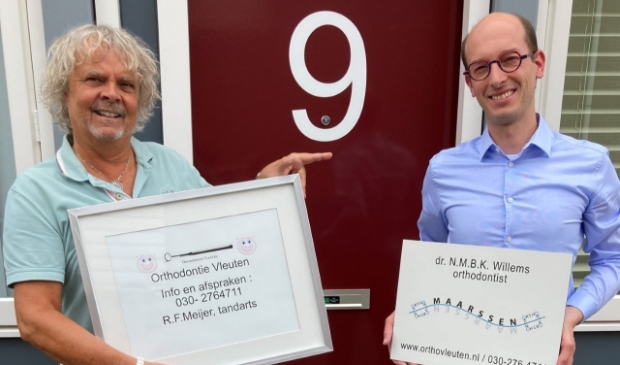 9
Orthodontie Vleuten
Info en afspraken :
030- 2764711
R.F.Meijer, tandarts
dr. N.M.B.K. Willems
orthodontist
MAARSSEN
www.orthovleuten.nl / 030-276 4711